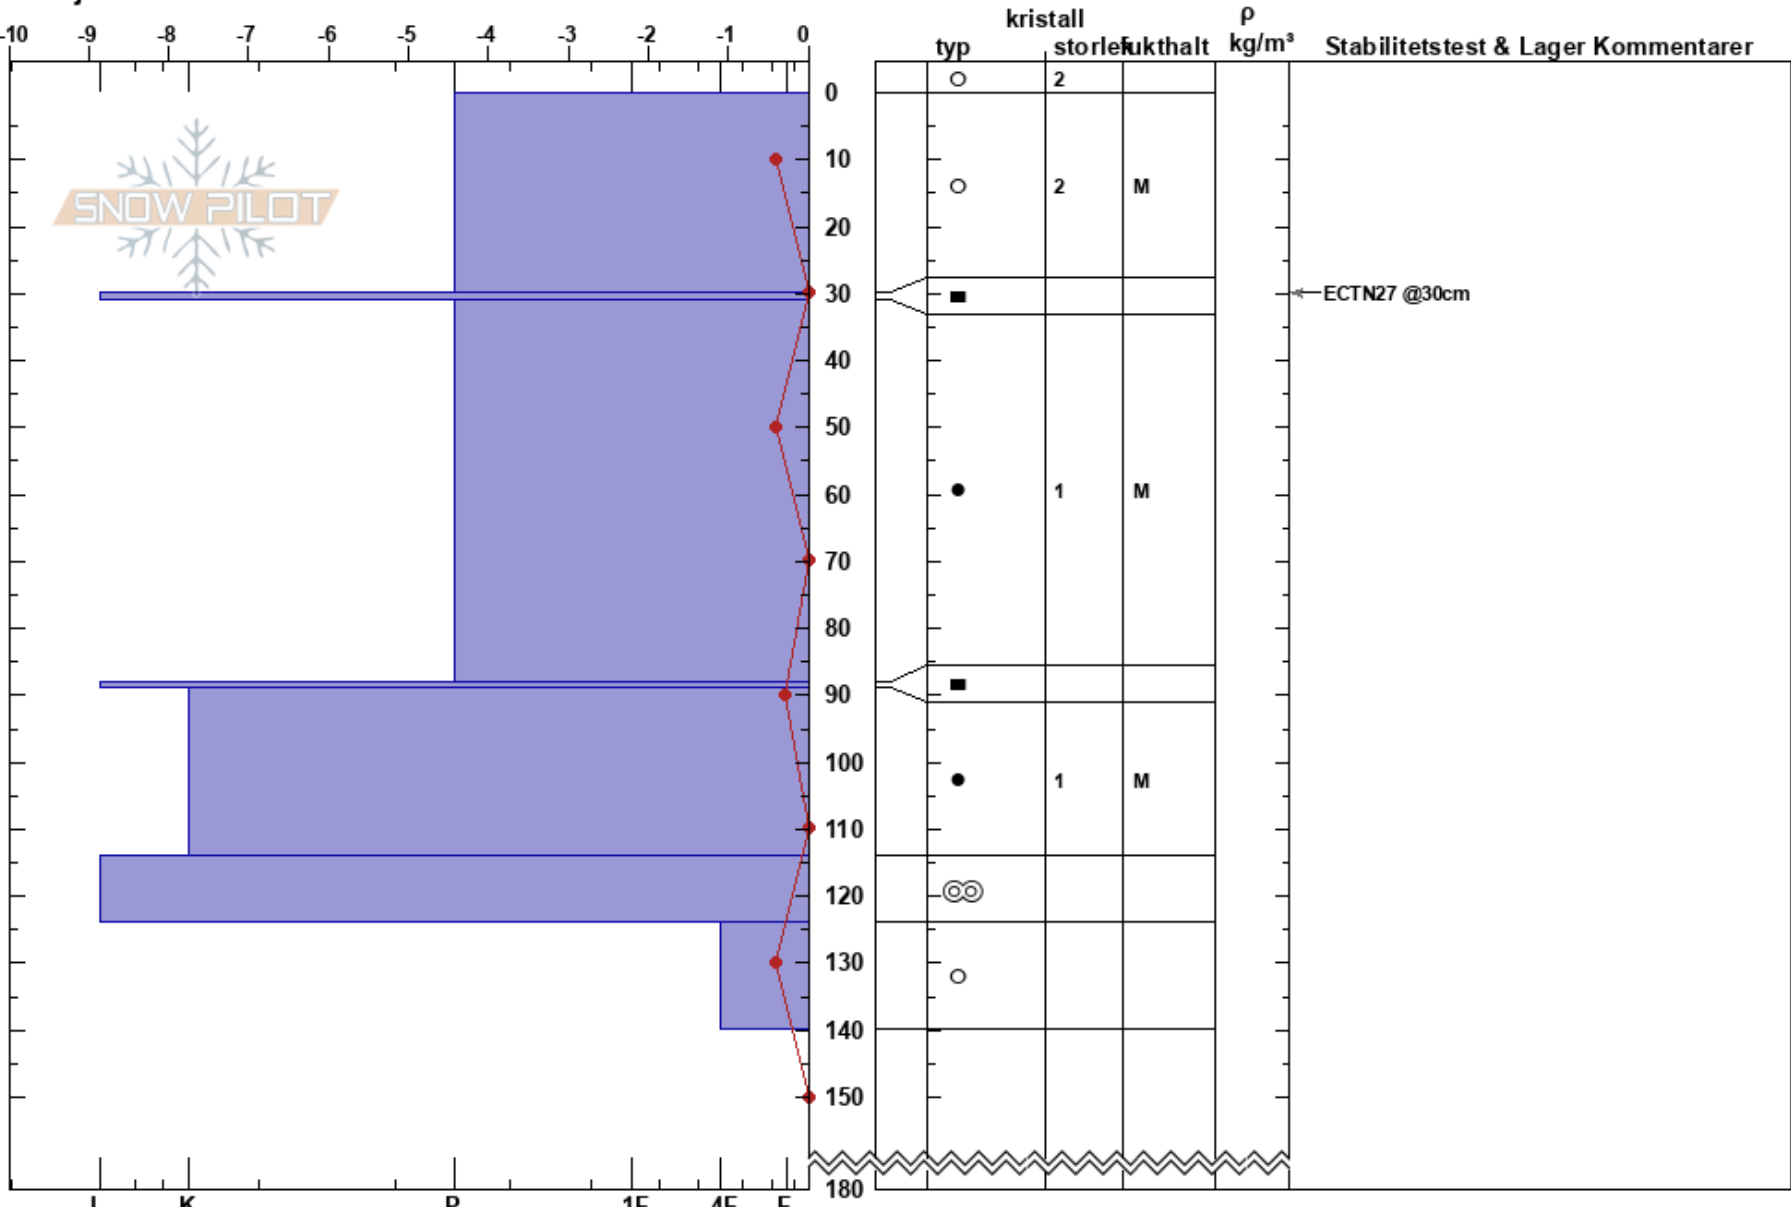 kristall ρ
-10 -9 -8 -7 -6 -5 -4 -3 -2 -1 0 typ storlek fukthalt kg/m³ Stabilitetstest & Lager Kommentarer
2
0
10
SNOW PILOT 2 M
20
30 ECTN27 @30cm
40
50
60 1 M
70
80
90
100 1 M
110
120
130
140
150
180
I K P 1F 4F F